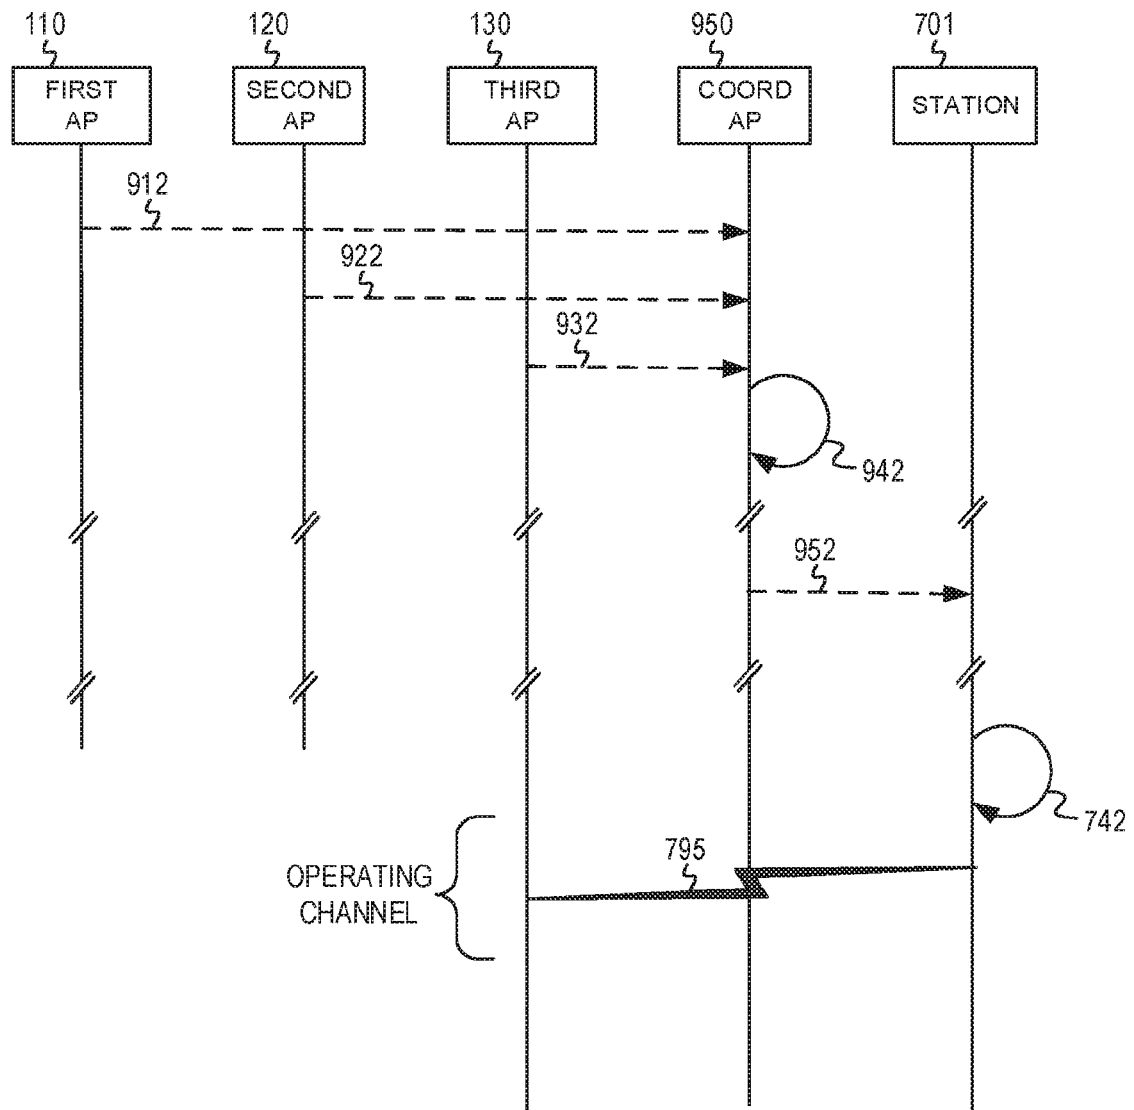 110
120
130
950
701
FIRST
AP
SECOND
AP
THIRD
AP
COORD
AP
STATION
912
922
932
942
952
742
795
OPERATING
CHANNEL